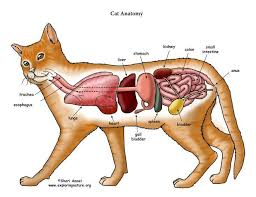 Cat Anatomy
kidney
colon
small
intestine
stomach
liver
anus
trachea
esophagus
lungs
heart
gall
bladder
spleen
bladder
©Sheri Amsel
www.exploringnature.org